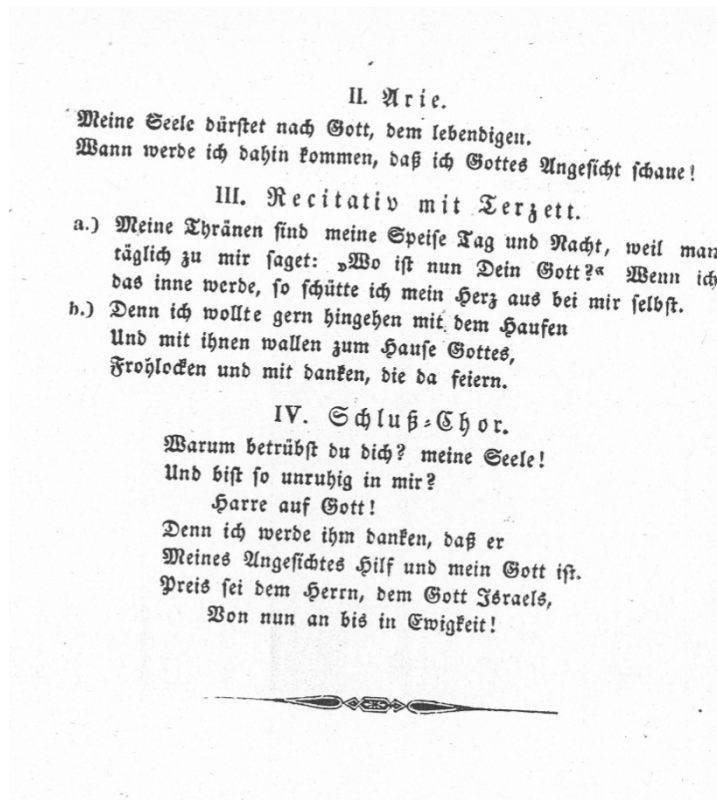 II. Arie.
Meine Seele dürstet nach Gott, dem lebendigen.
Wann werde ich dahin kommen, daß ich Gottes Angesicht schaue!
III. Recitativ mit Terzett.
a.) Meine Thränen sind meine Speise Tag und Nacht, weil man
täglich zu mir saget: „Wo ist nun Dein Gott?“ Wenn ich
das inne werde, so schütte ich mein Herz aus bei mir selbst.
b.) Denn ich wollte gern hingehen mit dem Haufen
Und mit ihnen wallen zum Hause Gottes,
Frohlocken und mit danken, die da feiern.
IV. Schluß-Chor.
Warum betrübst du dich? meine Seele!
Und bist so unruhig in mir?
Harre auf Gott!
Denn ich werde ihm danken, daß er
Meines Angesichtes Hilf und mein Gott ist.
Preis sei dem Herrn, dem Gott Israels,
Von nun an bis in Ewigkeit!